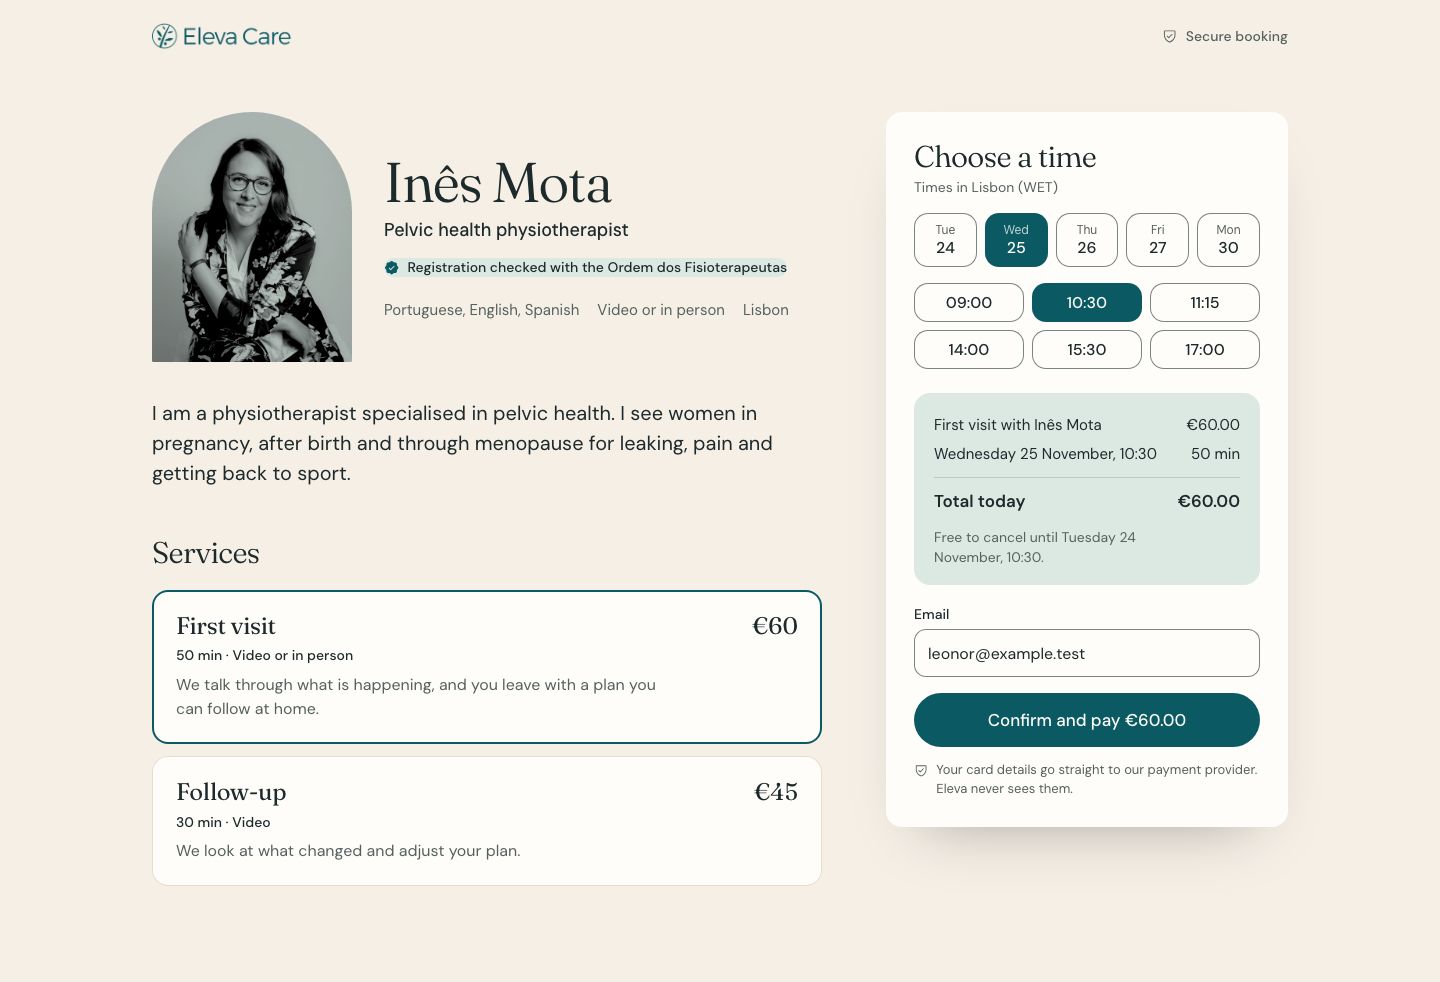 Eleva Care
Secure booking
Inês Mota
Pelvic health physiotherapist
Registration checked with the Ordem dos Fisioterapeutas
Portuguese, English, Spanish Video or in person Lisbon
I am a physiotherapist specialised in pelvic health. I see women in
pregnancy, after birth and through menopause for leaking, pain and
getting back to sport.
Services
First visit €60
50 min · Video or in person
We talk through what is happening, and you leave with a plan you
can follow at home.
Follow-up €45
30 min · Video
We look at what changed and adjust your plan.
Choose a time
Times in Lisbon (WET)
Tue Wed Thu Fri Mon
24 25 26 27 30
09:00 10:30 11:15
14:00 15:30 17:00
First visit with Inês Mota €60.00
Wednesday 25 November, 10:30 50 min
Total today €60.00
Free to cancel until Tuesday 24
November, 10:30.
Email
leonor@example.test
Confirm and pay €60.00
Your card details go straight to our payment provider.
Eleva never sees them.